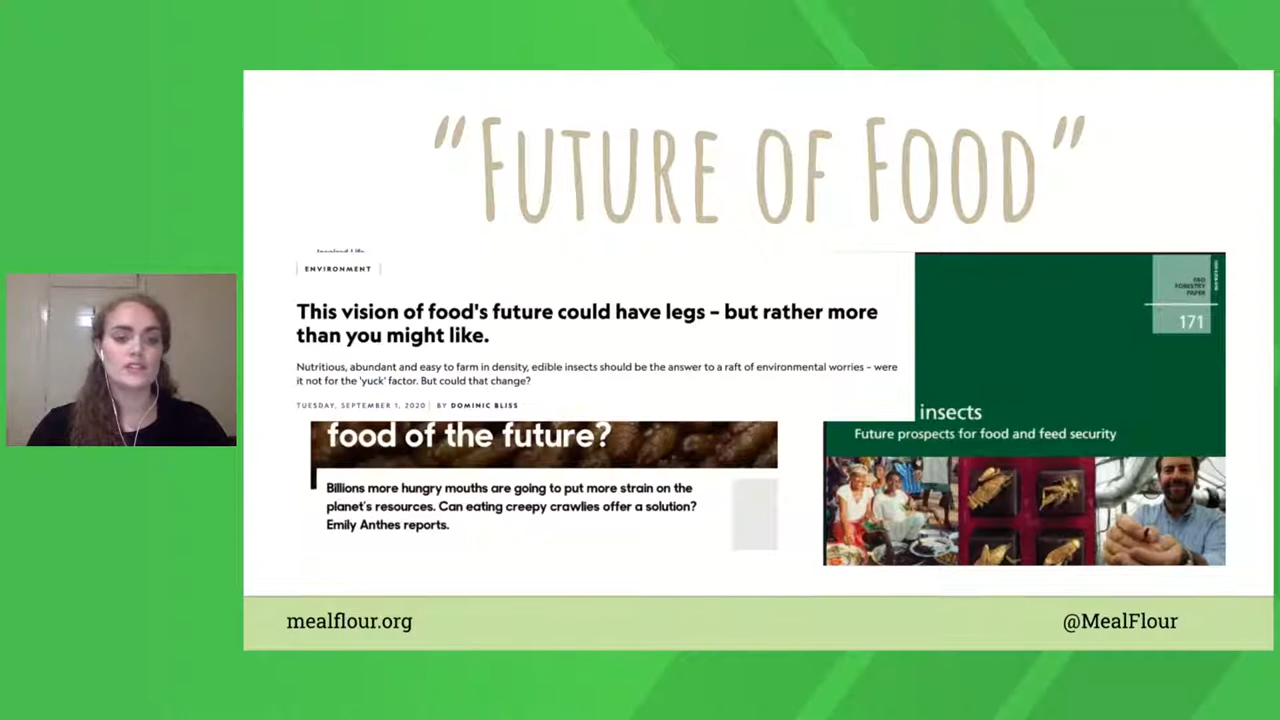 “FUTURE OF FOOD”
Inspired Life
ENVIRONMENT
This vision of food's future could have legs – but rather more
than you might like.
Nutritious, abundant and easy to farm in density, edible insects should be the answer to a raft of environmental worries – were
it not for the 'yuck' factor. But could that change?
TUESDAY, SEPTEMBER 1, 2020 | BY DOMINIC BLISS
food of the future?
Billions more hungry mouths are going to put more strain on the
planet's resources. Can eating creepy crawlies offer a solution?
Emily Anthes reports.
FAO
FORESTRY
PAPER
171
insects
Future prospects for food and feed security
mealflour.org
@MealFlour